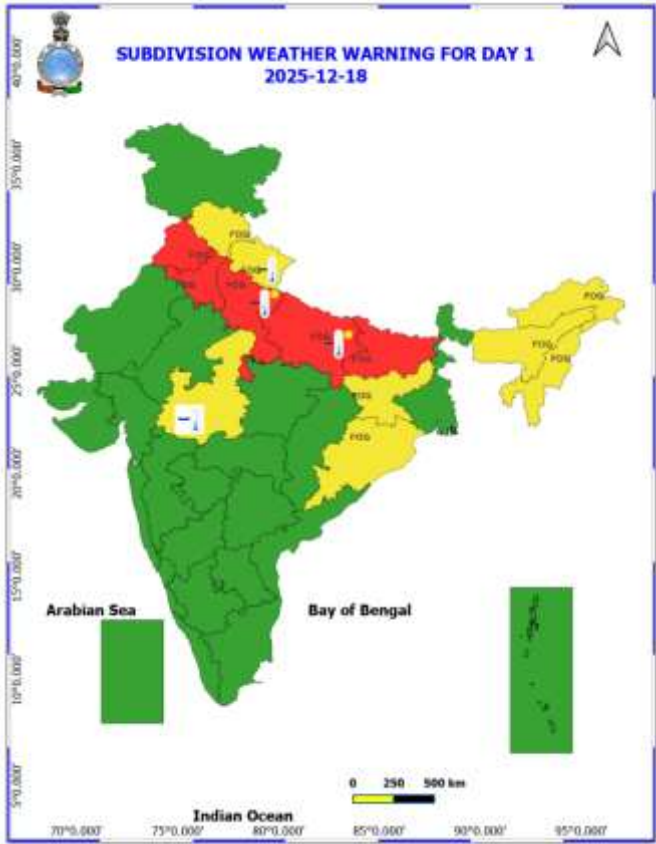 SUBDIVISION WEATHER WARNING FOR DAY 1
2025-12-18
40°0.000'
35°0.000'
30°0.000'
25°0.000'
20°0.000'
15°0.000'
10°0.000'
5°0.000'
FOG
FOG
FOG
FOG
FOG
FOG
FOG
FOG
FOG
FOG
FOG
FOG
Arabian Sea
Bay of Bengal
0 250 500 km
Indian Ocean
70°0.000' 75°0.000' 80°0.000' 85°0.000' 90°0.000' 95°0.000'